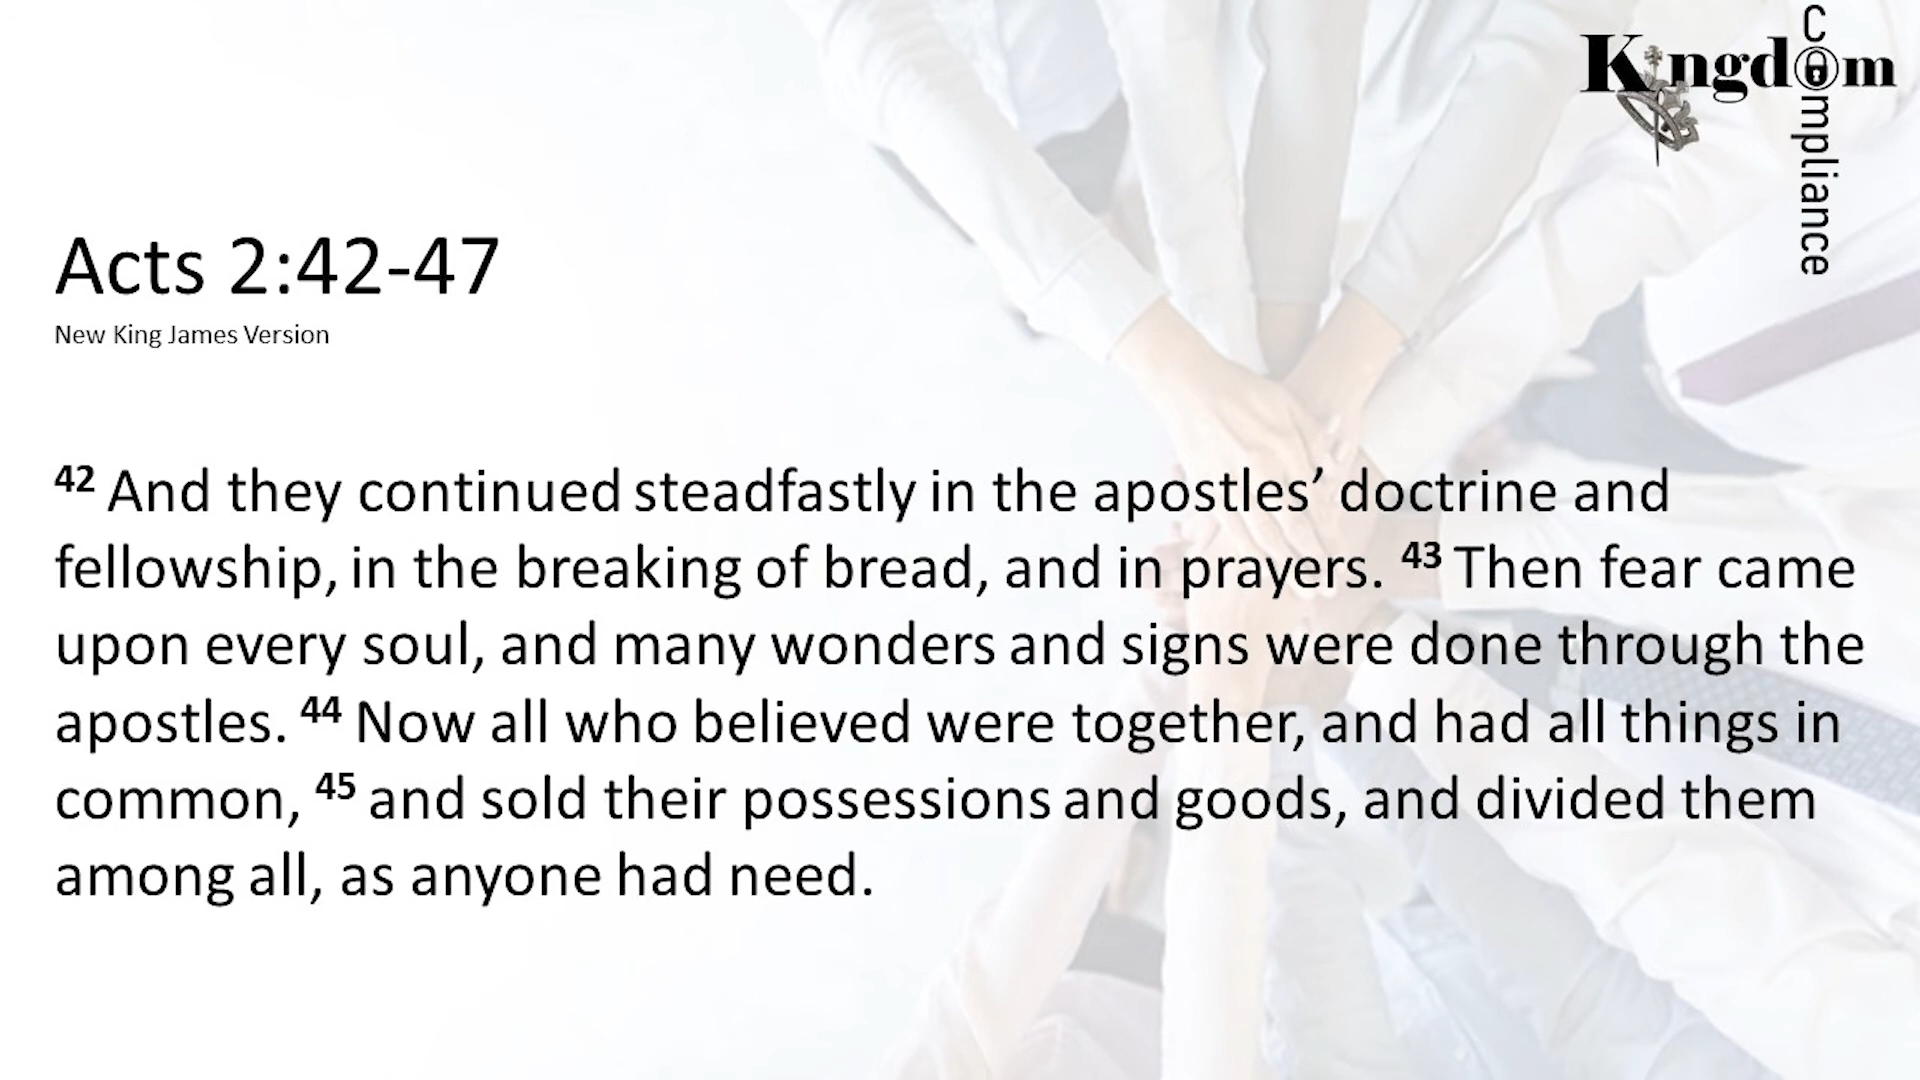 Kingdom
Compliance
Acts 2:42-47
New King James Version
42 And they continued steadfastly in the apostles’ doctrine and
fellowship, in the breaking of bread, and in prayers. 43 Then fear came
upon every soul, and many wonders and signs were done through the
apostles. 44 Now all who believed were together, and had all things in
common, 45 and sold their possessions and goods, and divided them
among all, as anyone had need.